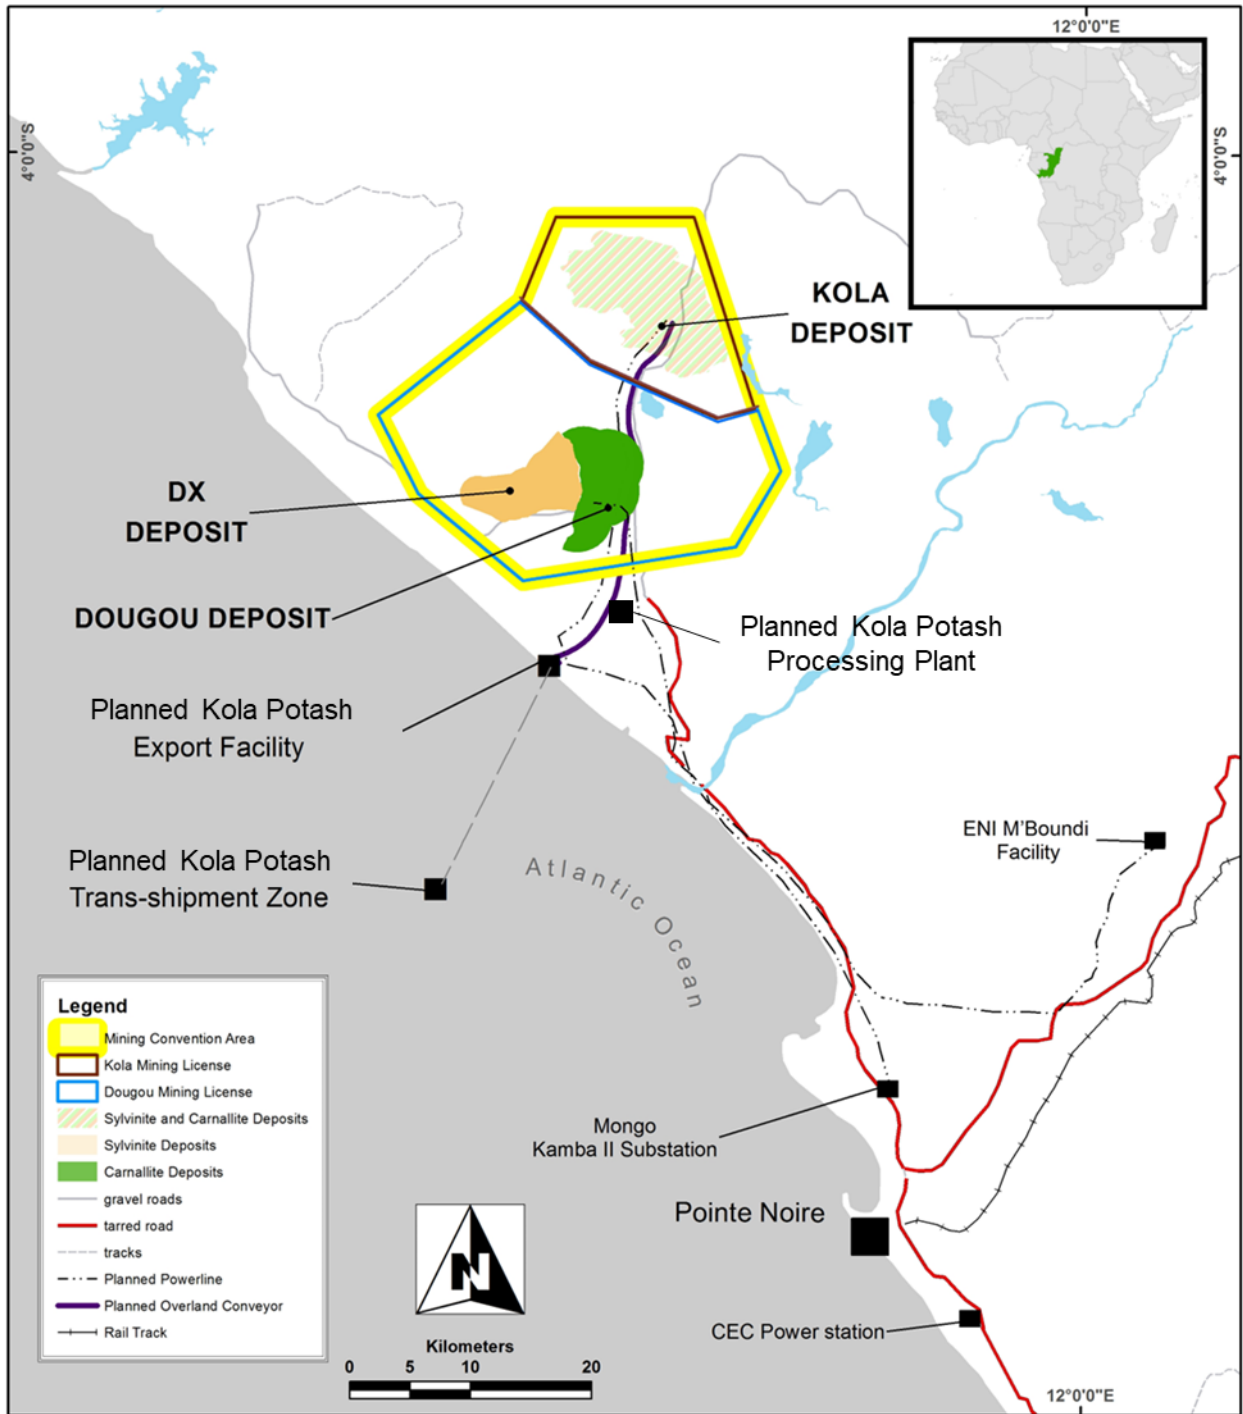 12°0'0"E
4°0'0"S
4°0'0"S
KOLA
DEPOSIT
DX
DEPOSIT
DOUGOU DEPOSIT
Planned Kola Potash
Processing Plant
Planned Kola Potash
Export Facility
Planned Kola Potash
Trans-shipment Zone
Atlantic Ocean
ENI M'Boundi
Facility
Mongo
Kamba II Substation
Pointe Noire
CEC Power station
Legend
Mining Convention Area
Kola Mining License
Dougou Mining License
Sylvinite and Carnallite Deposits
Sylvinite Deposits
Carnallite Deposits
gravel roads
tarred road
tracks
Planned Powerline
Planned Overland Conveyor
Rail Track
N
Kilometers
0 5 10 20
12°0'0"E